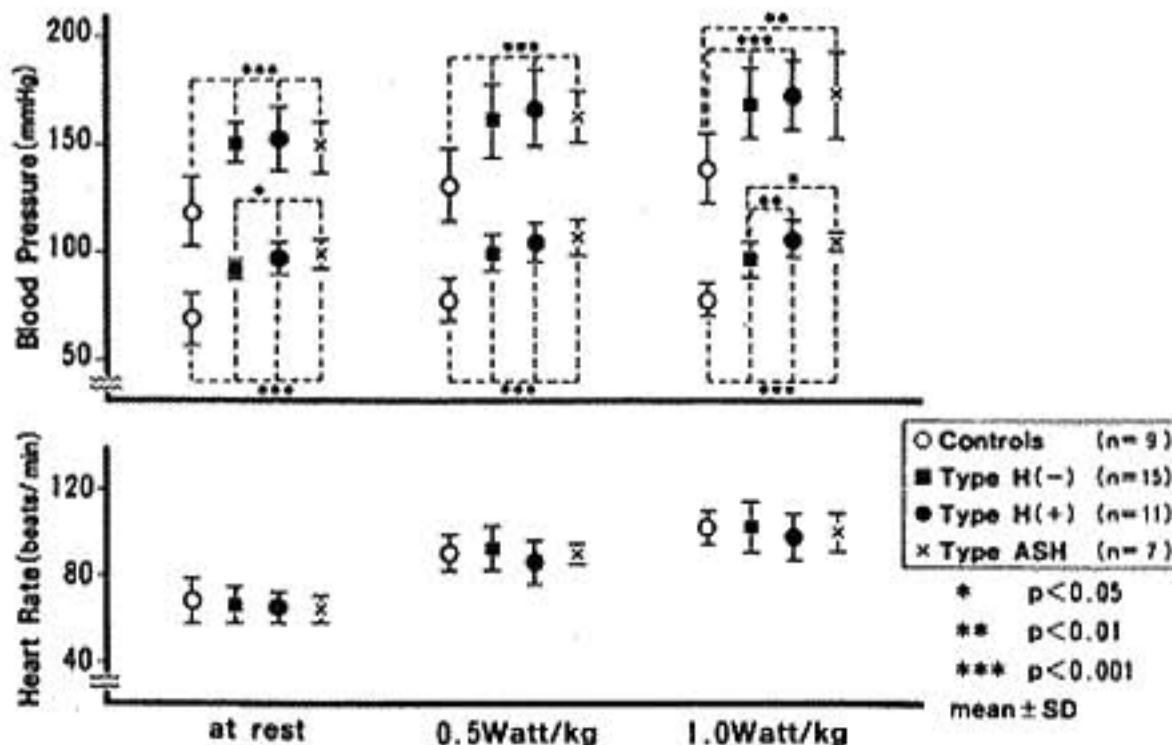 Blood Pressure (mmHg)
200
150
100
50
**
***
***
***
*
*
**
***
***
***
Heart Rate (beats/min)
120
80
40
at rest
0.5Watt/kg
1.0Watt/kg
Controls (n=9)
Type H(-) (n=15)
Type H(+) (n=11)
Type ASH (n=7)
* p<0.05
** p<0.01
*** p<0.001
mean±SD